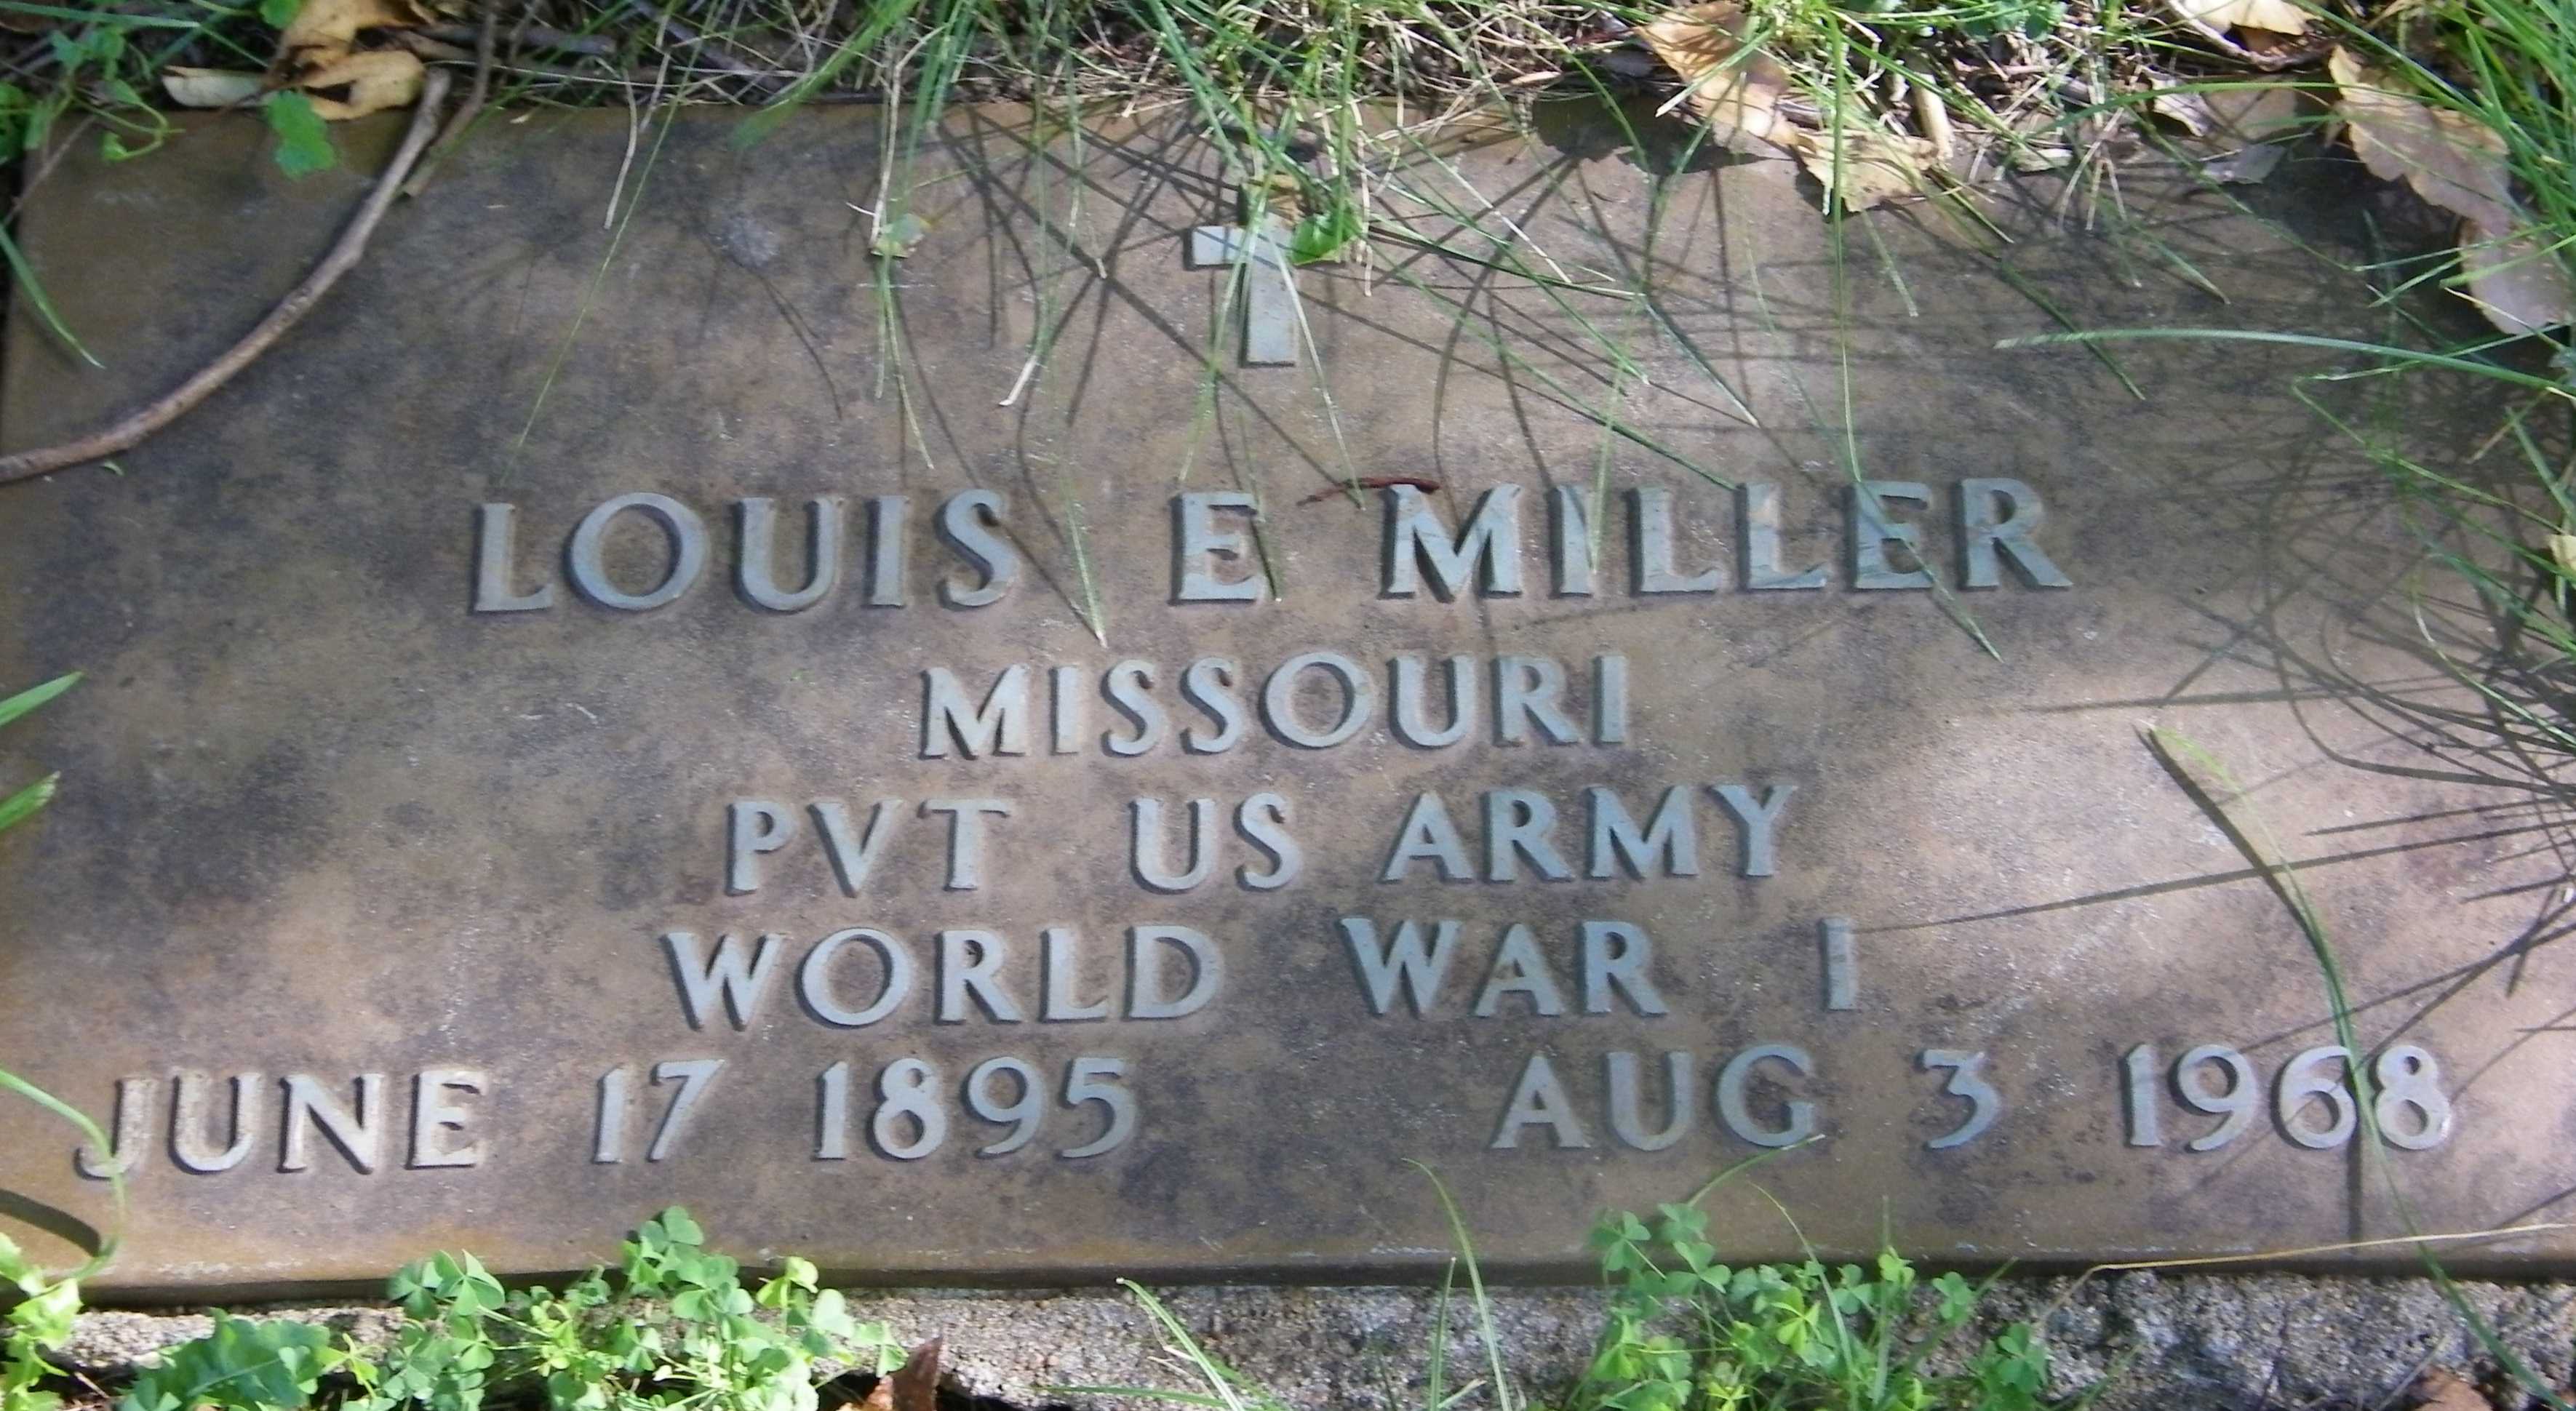 LOUIS E MILLER
MISSOURI
PVT US ARMY
WORLD WAR I
JUNE 17 1895 AUG 3 1968